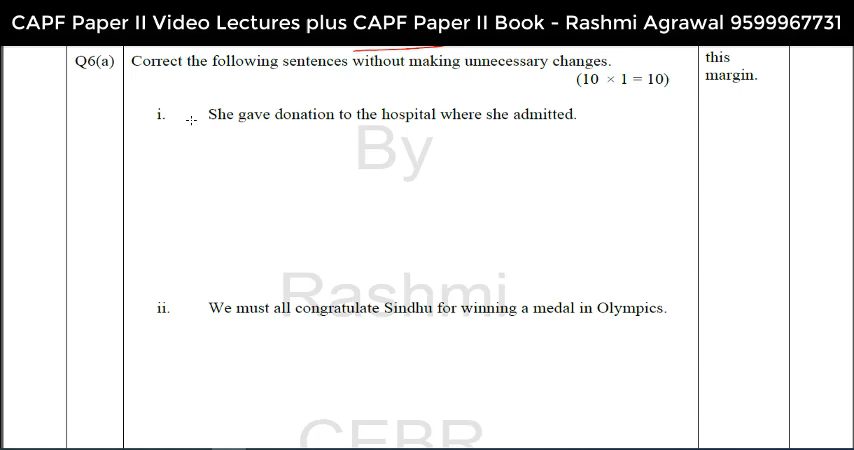 CAPF Paper II Video Lectures plus CAPF Paper II Book - Rashmi Agrawal 9599967731
Q6(a) Correct the following sentences without making unnecessary changes.
(10 × 1 = 10)
this
margin.
i. She gave donation to the hospital where she admitted.
By
Rashmi
ii. We must all congratulate Sindhu for winning a medal in Olympics.
CEBR